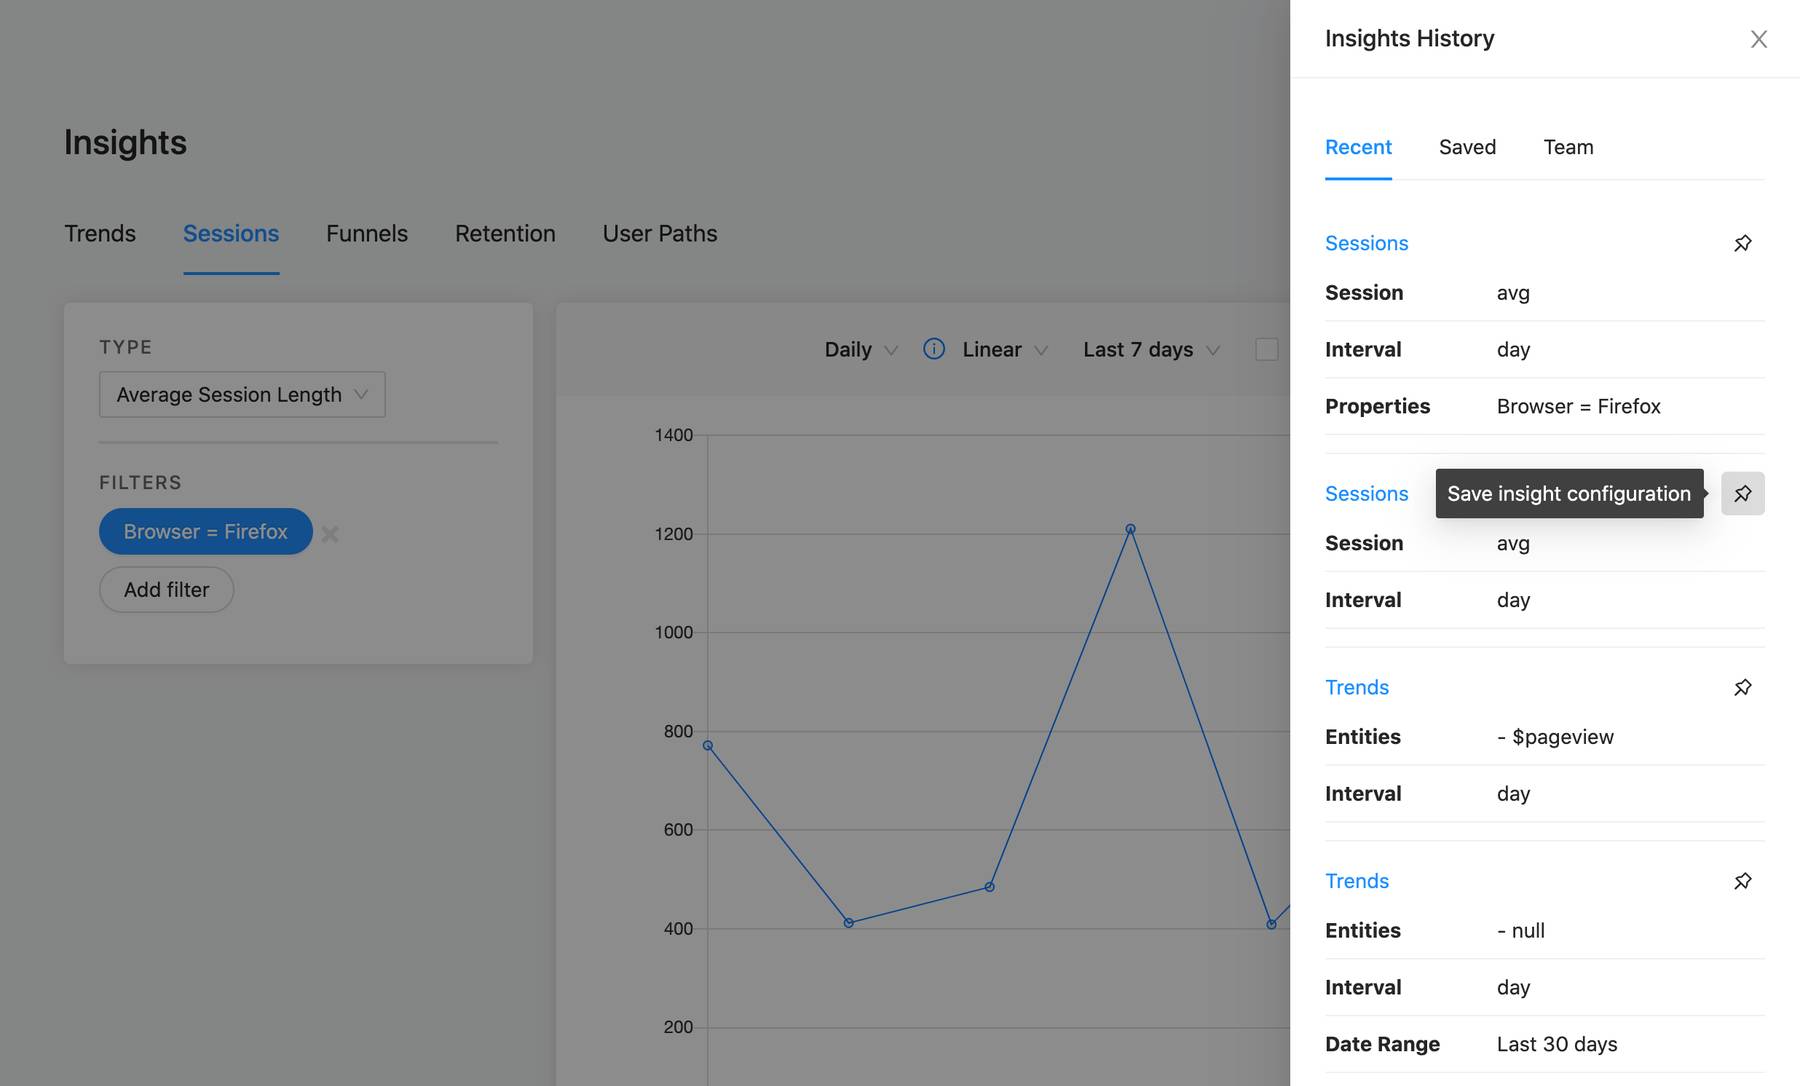 Insights
Trends Sessions Funnels Retention User Paths
TYPE
Average Session Length
FILTERS
Browser = Firefox
Add filter
Daily Linear Last 7 days
1400
1200
1000
800
600
400
200
Insights History
Recent Saved Team
Sessions
Session avg
Interval day
Properties Browser = Firefox
Sessions Save insight configuration
Session avg
Interval day
Trends
Entities - $pageview
Interval day
Trends
Entities - null
Interval day
Date Range Last 30 days